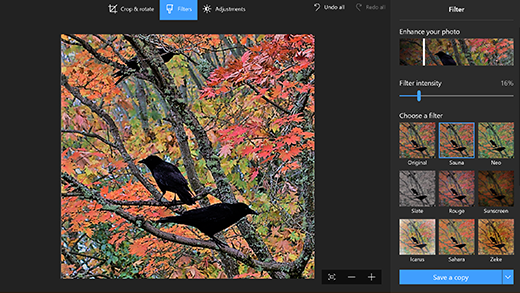 Crop & rotate
Filters
Adjustments
Undo all
Redo all
Filter
Enhance your photo
Filter intensity 16%
Choose a filter
Original Sauna Neo
Slate Rouge Sunscreen
Icarus Sahara Zeke
Save a copy